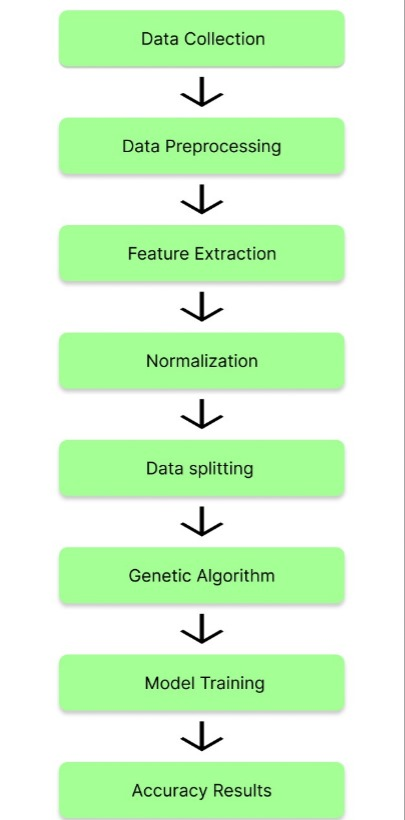 Data Collection
Data Preprocessing
Feature Extraction
Normalization
Data splitting
Genetic Algorithm
Model Training
Accuracy Results